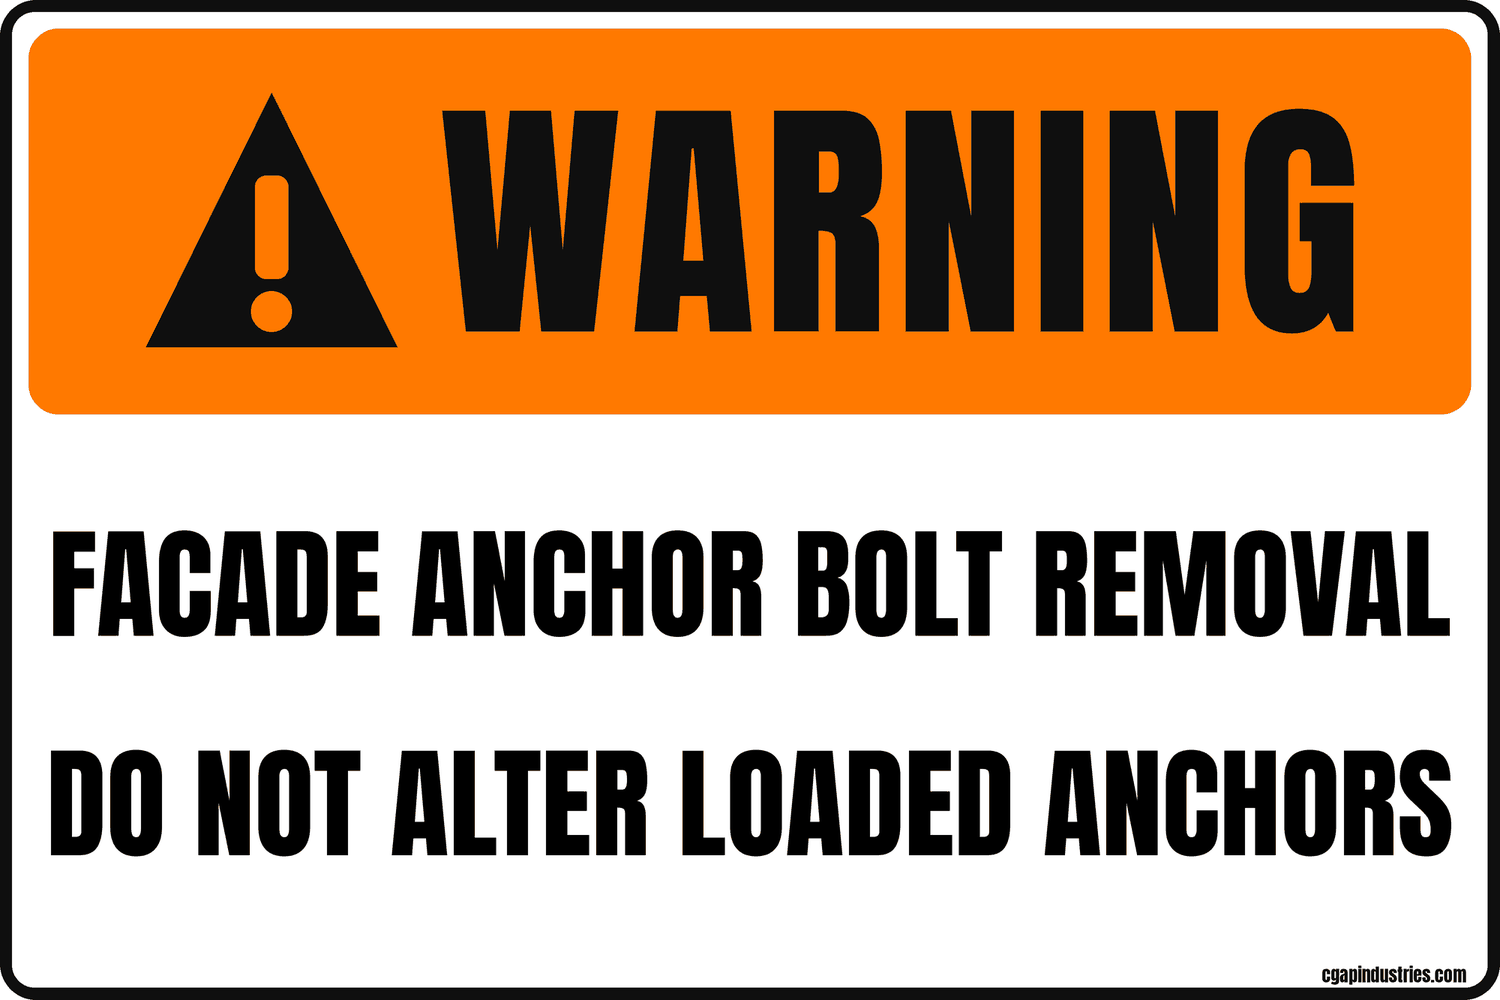 WARNING
FACADE ANCHOR BOLT REMOVAL
DO NOT ALTER LOADED ANCHORS
cgapindustries.com